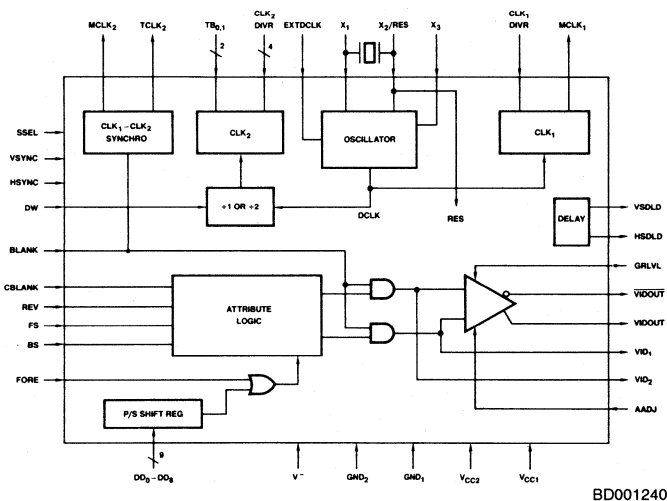 MCLK₂ TCLK₂ TB₀,₁ CLK₂ DIVR EXTDCLK X₁ X₂/RES X₃ CLK₁ DIVR MCLK₁
2 4
CLK₁–CLK₂ SYNCHRO
CLK₂
OSCILLATOR
CLK₁
SSEL
VSYNC
HSYNC
DW
÷1 OR ÷2
DCLK
RES
DELAY
VSDLD
HSDLD
BLANK
GRLVL
CBLANK
REV
FS
BS
ATTRIBUTE
LOGIC
VIDOUT
VIDOUT
VID₁
VID₂
FORE
AADJ
P/S SHIFT REG
9
DD₀–DD₈ V⁻ GND₂ GND₁ VCC2 VCC1
BD001240